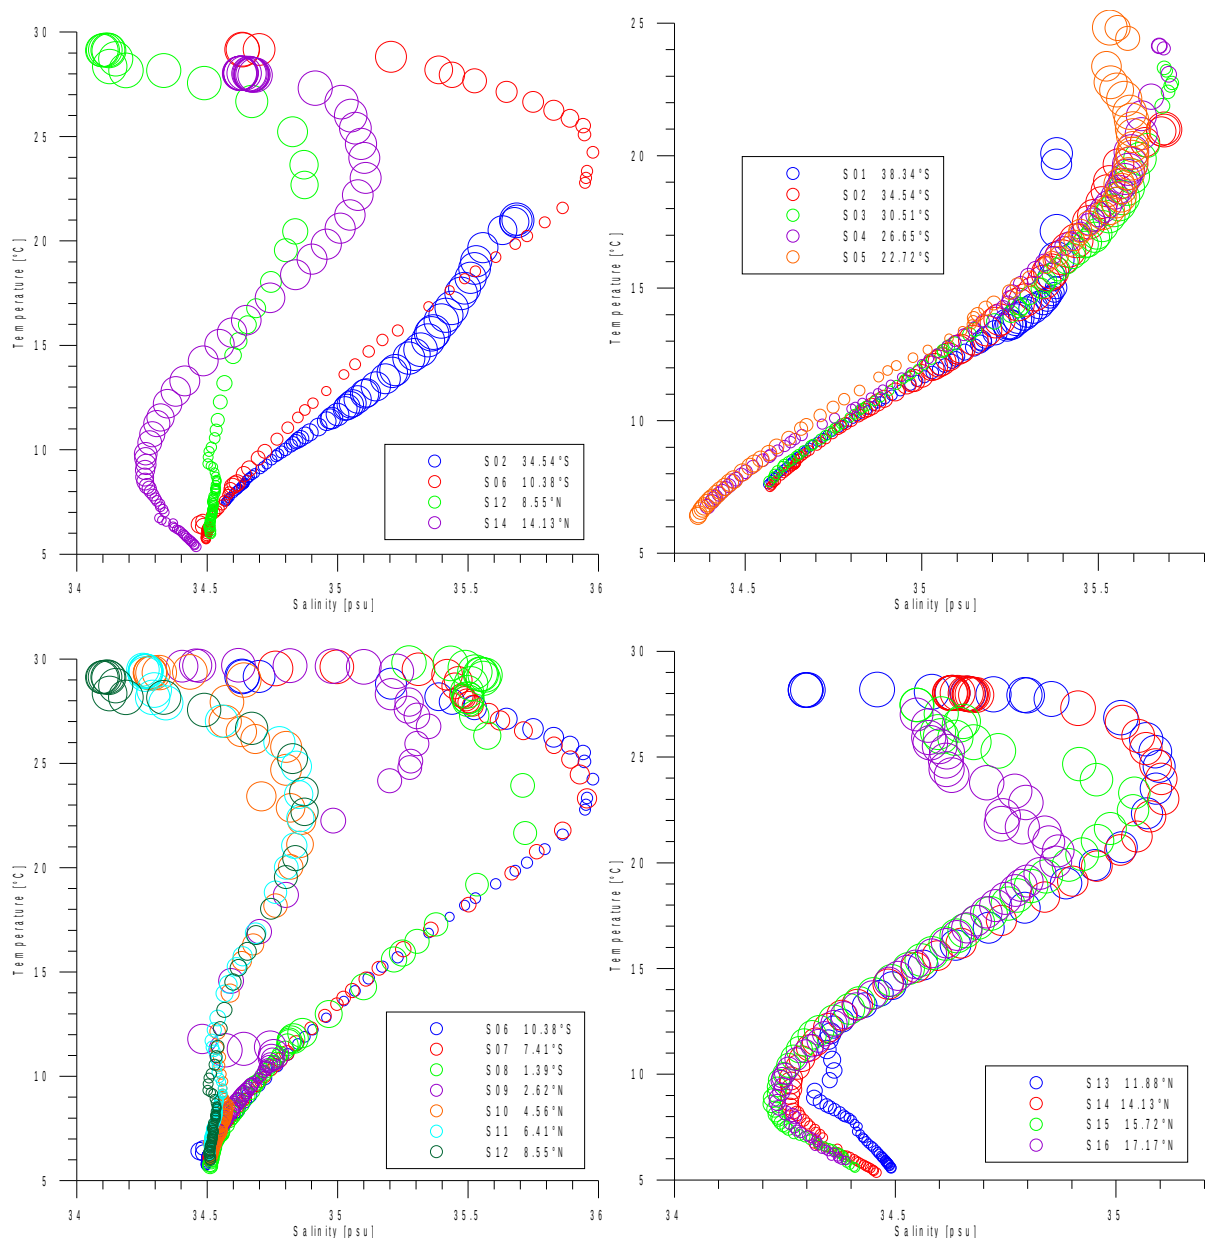 30
25
20
15
10
5
Temperature [°C]
34
34.5
35
35.5
36
Salinity [psu]
S02 34.54°S
S06 10.38°S
S12 8.55°N
S14 14.13°N
25
20
15
10
5
Temperature [°C]
34.5
35
35.5
Salinity [psu]
S01 38.34°S
S02 34.54°S
S03 30.51°S
S04 26.65°S
S05 22.72°S
30
25
20
15
10
5
Temperature [°C]
34
34.5
35
35.5
36
Salinity [psu]
S06 10.38°S
S07 7.41°S
S08 1.39°S
S09 2.62°N
S10 4.56°N
S11 6.41°N
S12 8.55°N
30
25
20
15
10
5
Temperature [°C]
34
34.5
35
Salinity [psu]
S13 11.88°N
S14 14.13°N
S15 15.72°N
S16 17.17°N